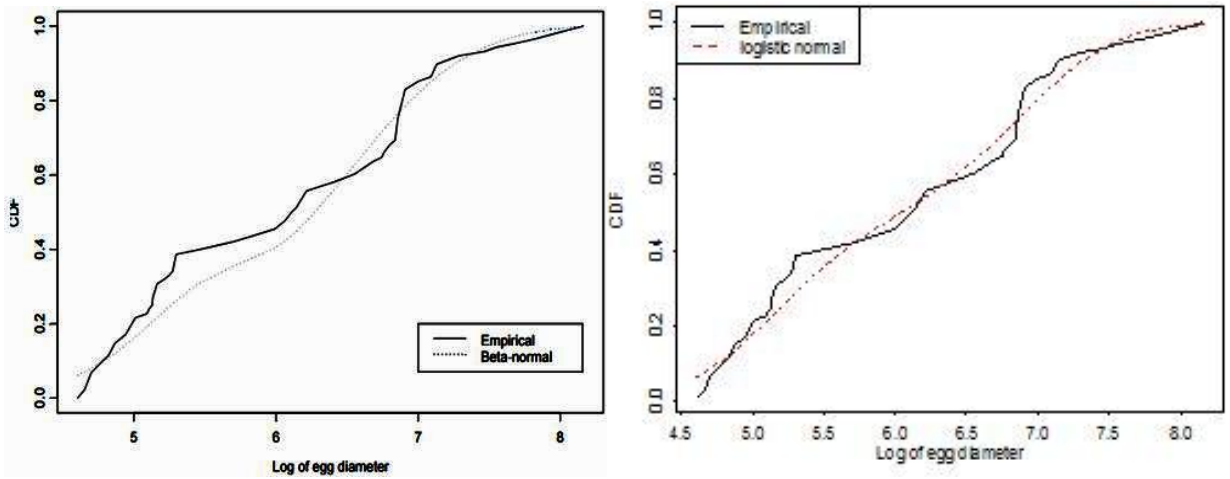 CDF
1.0
0.8
0.6
0.4
0.2
0.0
Empirical
Beta-normal
5 6 7 8
Log of egg diameter
CDF
1.0
0.8
0.6
0.4
0.2
0.0
Empirical
logistic normal
4.5 5.0 5.5 6.0 6.5 7.0 7.5 8.0
Log of egg diameter